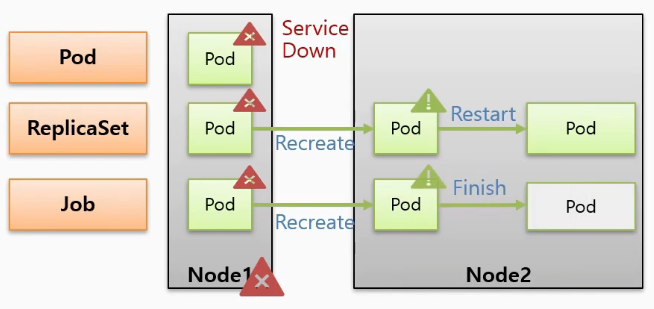 Pod
Pod
Service
Down
ReplicaSet
Pod
Recreate
Pod
Restart
Pod
Job
Pod
Recreate
Pod
Finish
Pod
Node1
Node2